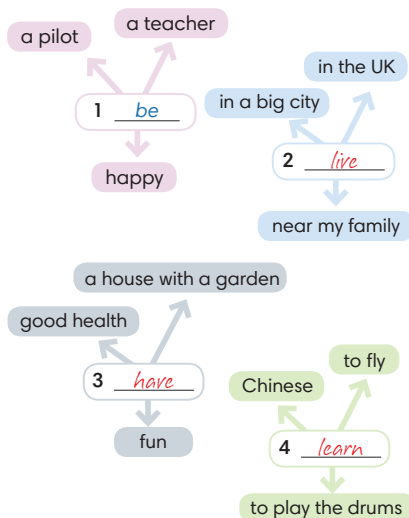 a pilot
a teacher
1 be
happy
in the UK
in a big city
2 live
near my family
a house with a garden
good health
3 have
fun
to fly
Chinese
4 learn
to play the drums